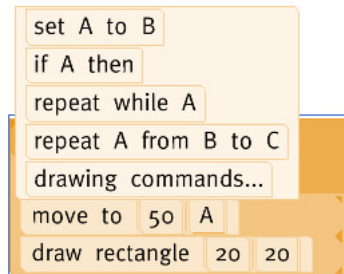 set A to B
if A then
repeat while A
repeat A from B to C
drawing commands...
move to 50 A
draw rectangle 20 20